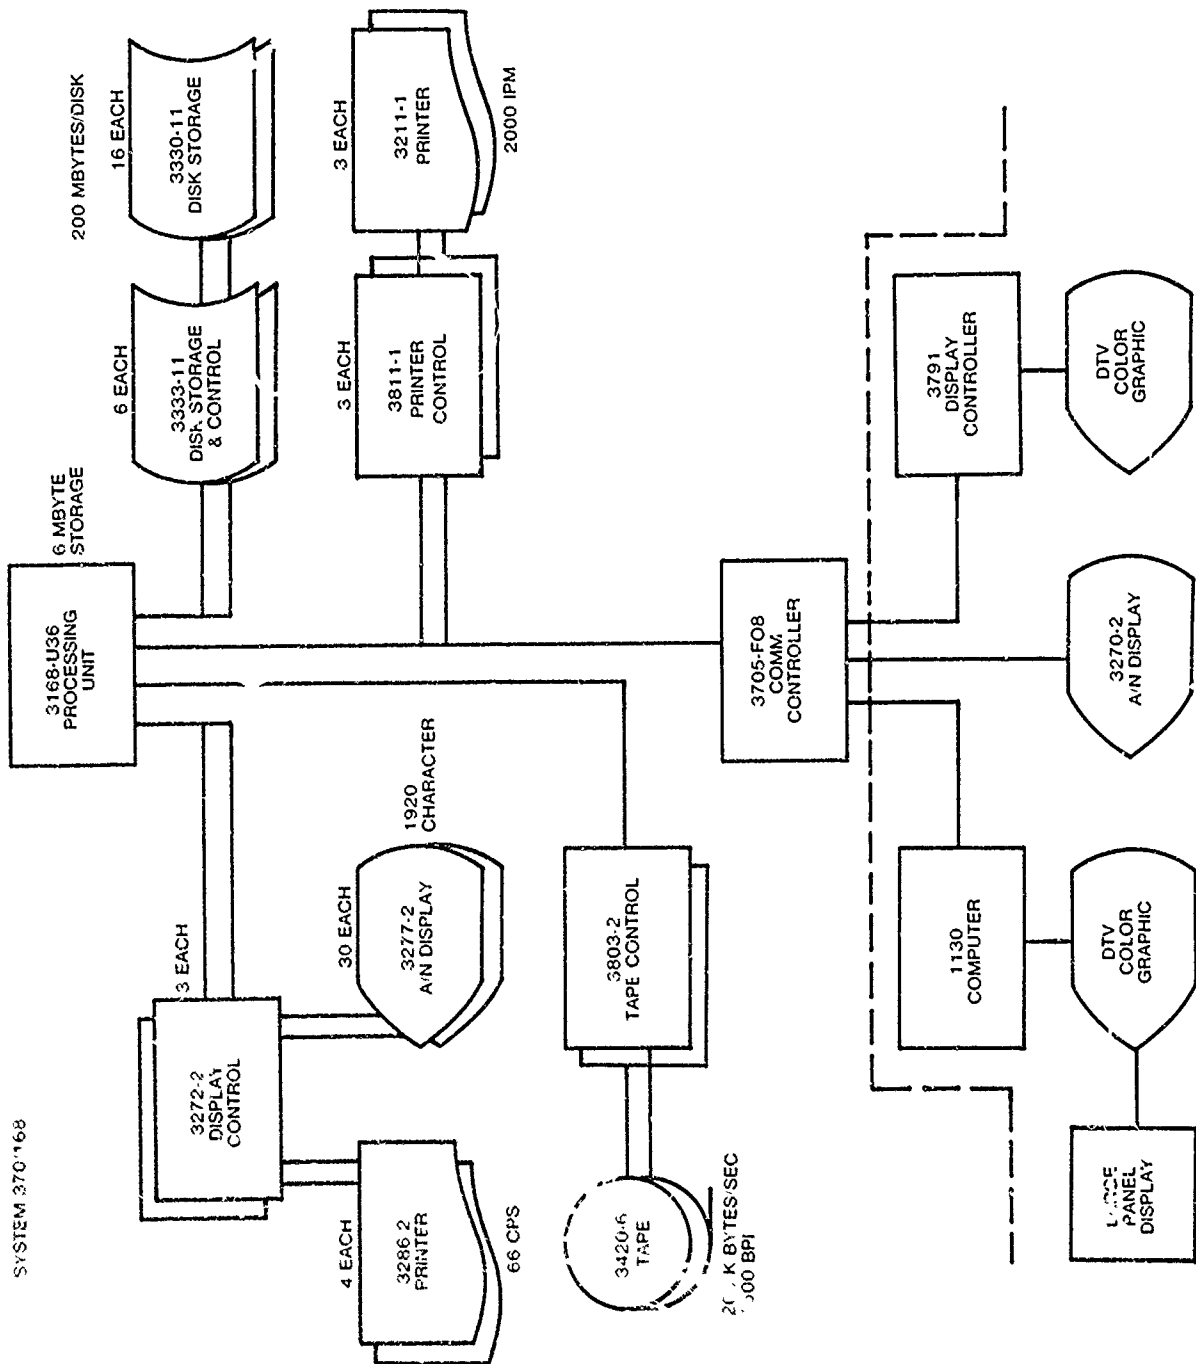 SYSTEM 370/168
3168-U36
PROCESSING
UNIT
6 MBYTE
STORAGE
3 EACH
3272-2
DISPLAY
CONTROL
4 EACH
3286-2
PRINTER
66 CPS
30 EACH
3277-2
A/N DISPLAY
1920
CHARACTER
6 EACH
3333-11
DISK STORAGE
& CONTROL
200 MBYTES/DISK
16 EACH
3330-11
DISK STORAGE
3 EACH
3811-1
PRINTER
CONTROL
3 EACH
3211-1
PRINTER
2000 IPM
3803-2
TAPE CONTROL
3420-6
TAPE
K BYTES/SEC
BPI
3705-FO8
COMM
CONTROLLER
1130
COMPUTER
DTV
COLOR
GRAPHIC
PANEL
DISPLAY
3270-2
A/N DISPLAY
3791
DISPLAY
CONTROLLER
DTV
COLOR
GRAPHIC